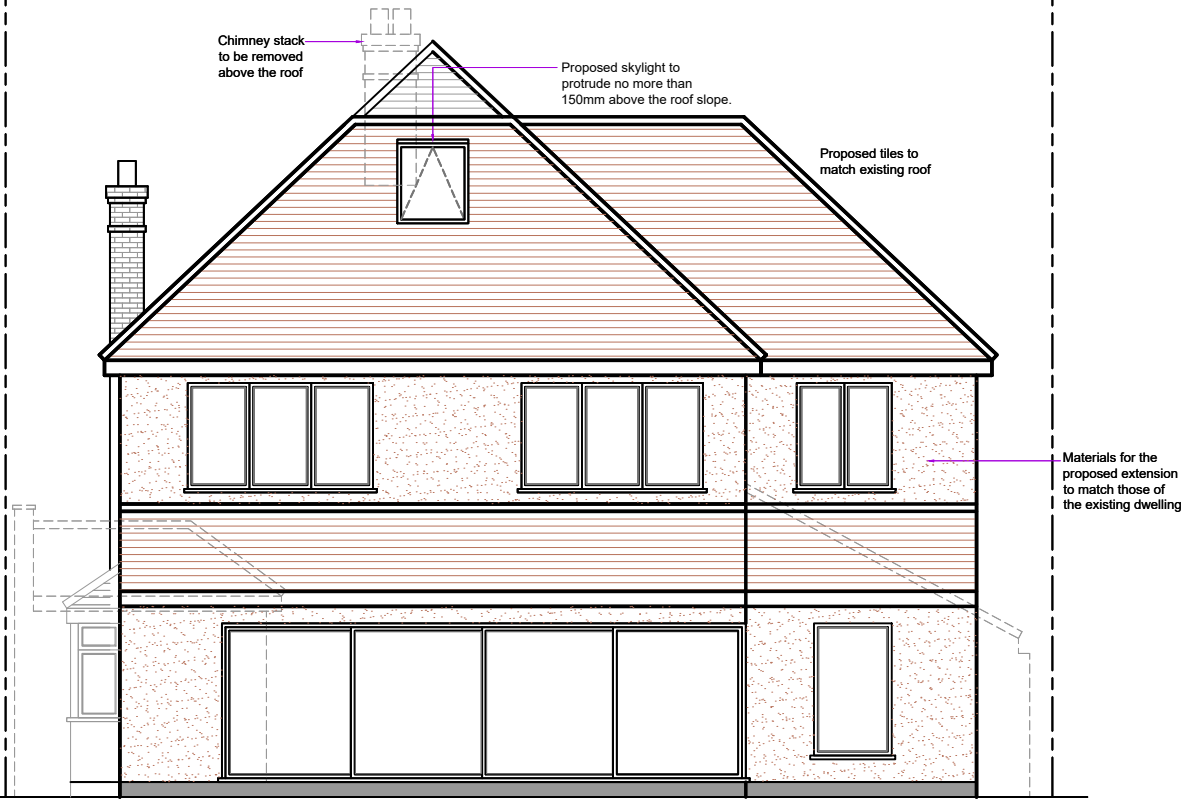 Chimney stack
to be removed
above the roof
Proposed skylight to
protrude no more than
150mm above the roof slope.
Proposed tiles to
match existing roof
Materials for the
proposed extension
to match those of
the existing dwelling